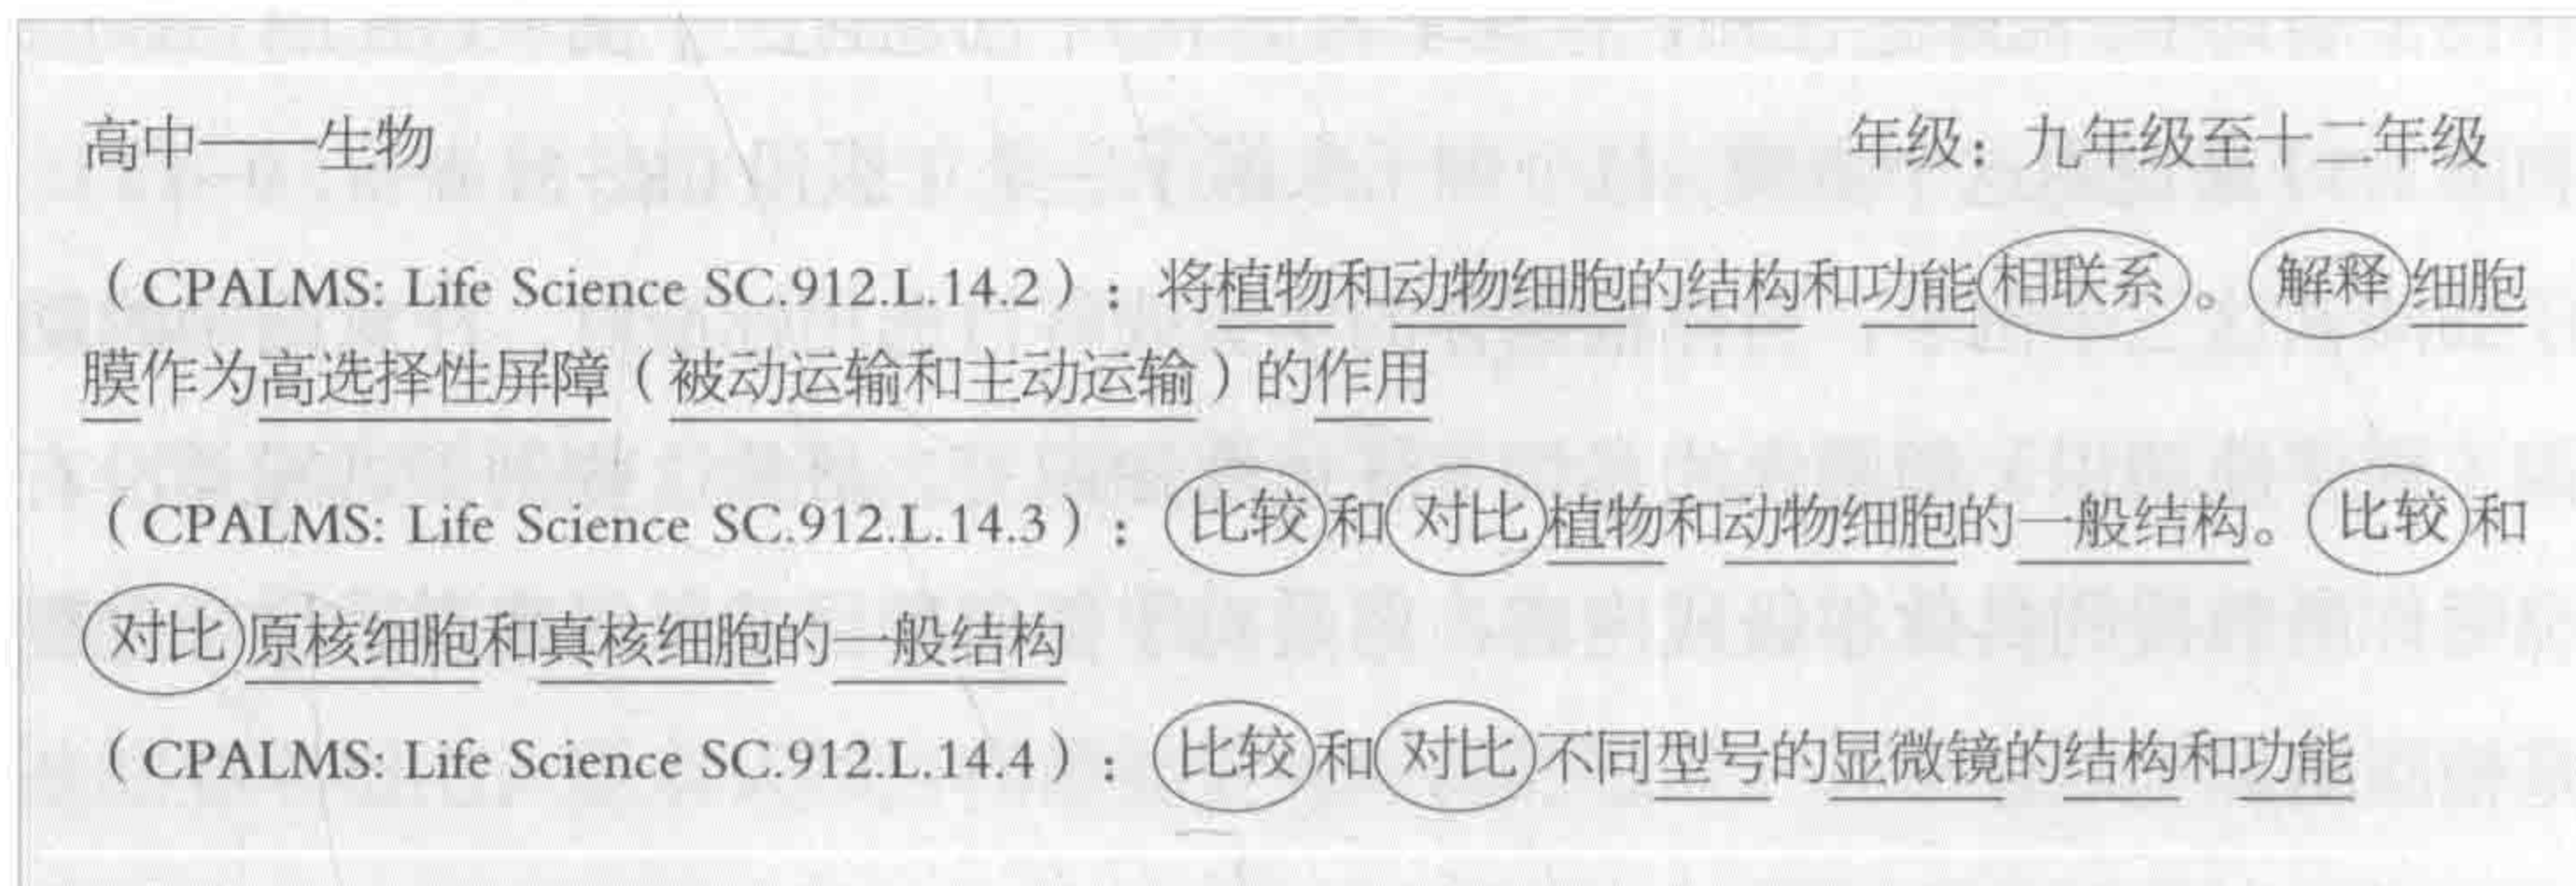 高中——生物
年级：九年级至十二年级
（CPALMS: Life Science SC.912.L.14.2）：将植物和动物细胞的结构和功能相联系。解释细胞
膜作为高选择性屏障（被动运输和主动运输）的作用
（CPALMS: Life Science SC.912.L.14.3）：比较和对比植物和动物细胞的一般结构。比较和
对比原核细胞和真核细胞的一般结构
（CPALMS: Life Science SC.912.L.14.4）：比较和对比不同型号的显微镜的结构和功能